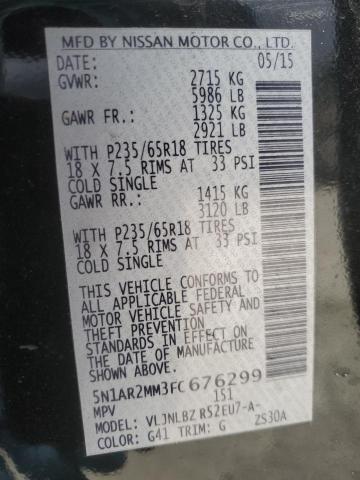 MFD BY NISSAN MOTOR CO., LTD.
DATE: 05/15
GVWR: 2715 KG
5986 LB
GAWR FR.: 1325 KG
2921 LB
WITH P235/65R18 TIRES
18 X 7.5 RIMS AT 33 PSI
COLD SINGLE
GAWR RR.: 1415 KG
3120 LB
WITH P235/65R18 TIRES
18 X 7.5 RIMS AT 33 PSI
COLD SINGLE
THIS VEHICLE CONFORMS TO
ALL APPLICABLE FEDERAL
MOTOR VEHICLE SAFETY AND
THEFT PREVENTION
STANDARDS IN EFFECT ON
THE DATE OF MANUFACTURE
SHOWN ABOVE.
5N1AR2MM3FC676299
MPV 151
MODEL: VLJNLBZ R52EU7-A-
COLOR: G41 TRIM: G ZS30A